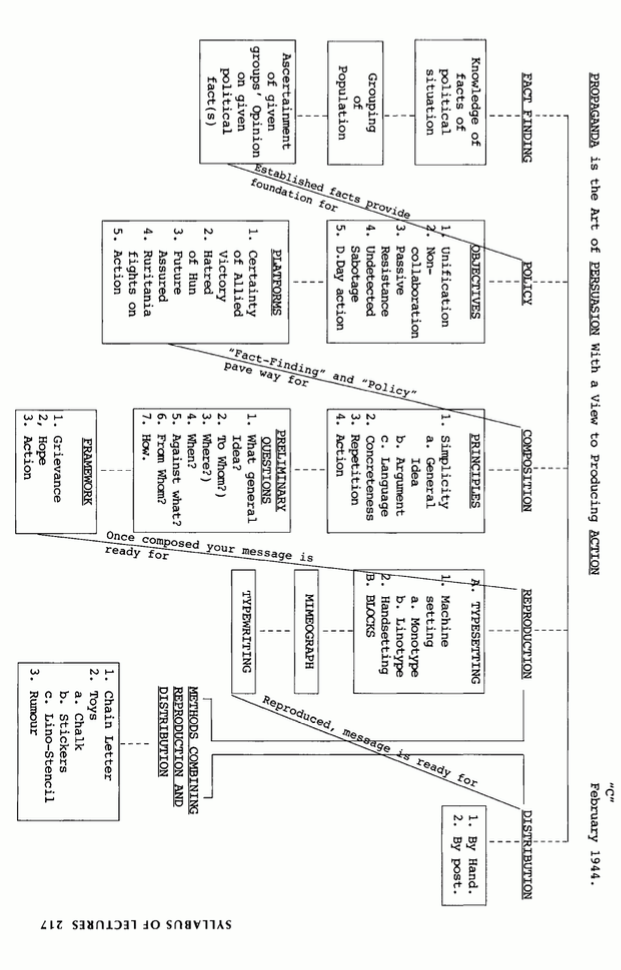 "C"
February 1944.
PROPAGANDA is the Art of PERSUASION With a View to Producing ACTION
FACT FINDING
Knowledge of
facts of
political
situation
Grouping
of
Population
Ascertainment
of given
groups' Opinion
on given
political
fact(s)
Established facts provide
foundation for
POLICY
OBJECTIVES
1. Unification
2. Non-
collaboration
3. Passive
Resistance
4. Undetected
Sabotage
5. D.Day action
PLATFORMS
1. Certainty
of Allied
Victory
2. Hatred
of Hun
3. Future
Assured
4. Ruritania
fights on
5. Action
"Fact-Finding" and "Policy"
pave way for
COMPOSITION
PRINCIPLES
1. Simplicity
a. General
Idea
b. Argument
c. Language
2. Concreteness
3. Repetition
4. Action
PRELIMINARY
QUESTIONS
1. What general
Idea?
2. To Whom?)
3. Where?)
4. When?
5. Against what?
6. From Whom?
7. How.
FRAMEWORK
1. Grievance
2, Hope
3. Action
Once composed your message is
ready for
REPRODUCTION
A. TYPESETTING
1. Machine
setting
a. Monotype
b. Linotype
2. Handsetting
B. BLOCKS
MIMEOGRAPH
TYPEWRITING
Reproduced, message is ready for
DISTRIBUTION
1. By Hand.
2. By post.
METHODS COMBINING
REPRODUCTION AND
DISTRIBUTION
1. Chain Letter
2. Toys
a. Chalk
b. Stickers
c. Lino-Stencil
3. Rumour
SYLLABUS OF LECTURES 217